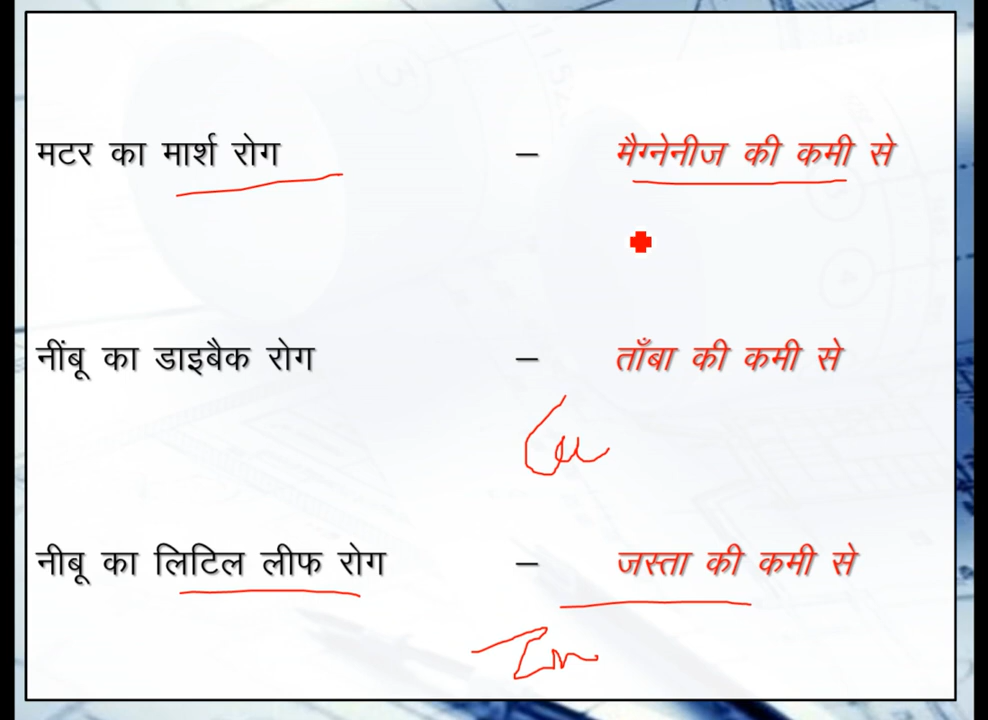 मटर का मार्श रोग – मैग्नेनीज की कमी से
नींबू का डाइबैक रोग – ताँबा की कमी से
Cu
नीबू का लिटिल लीफ रोग – जस्ता की कमी से
Zn